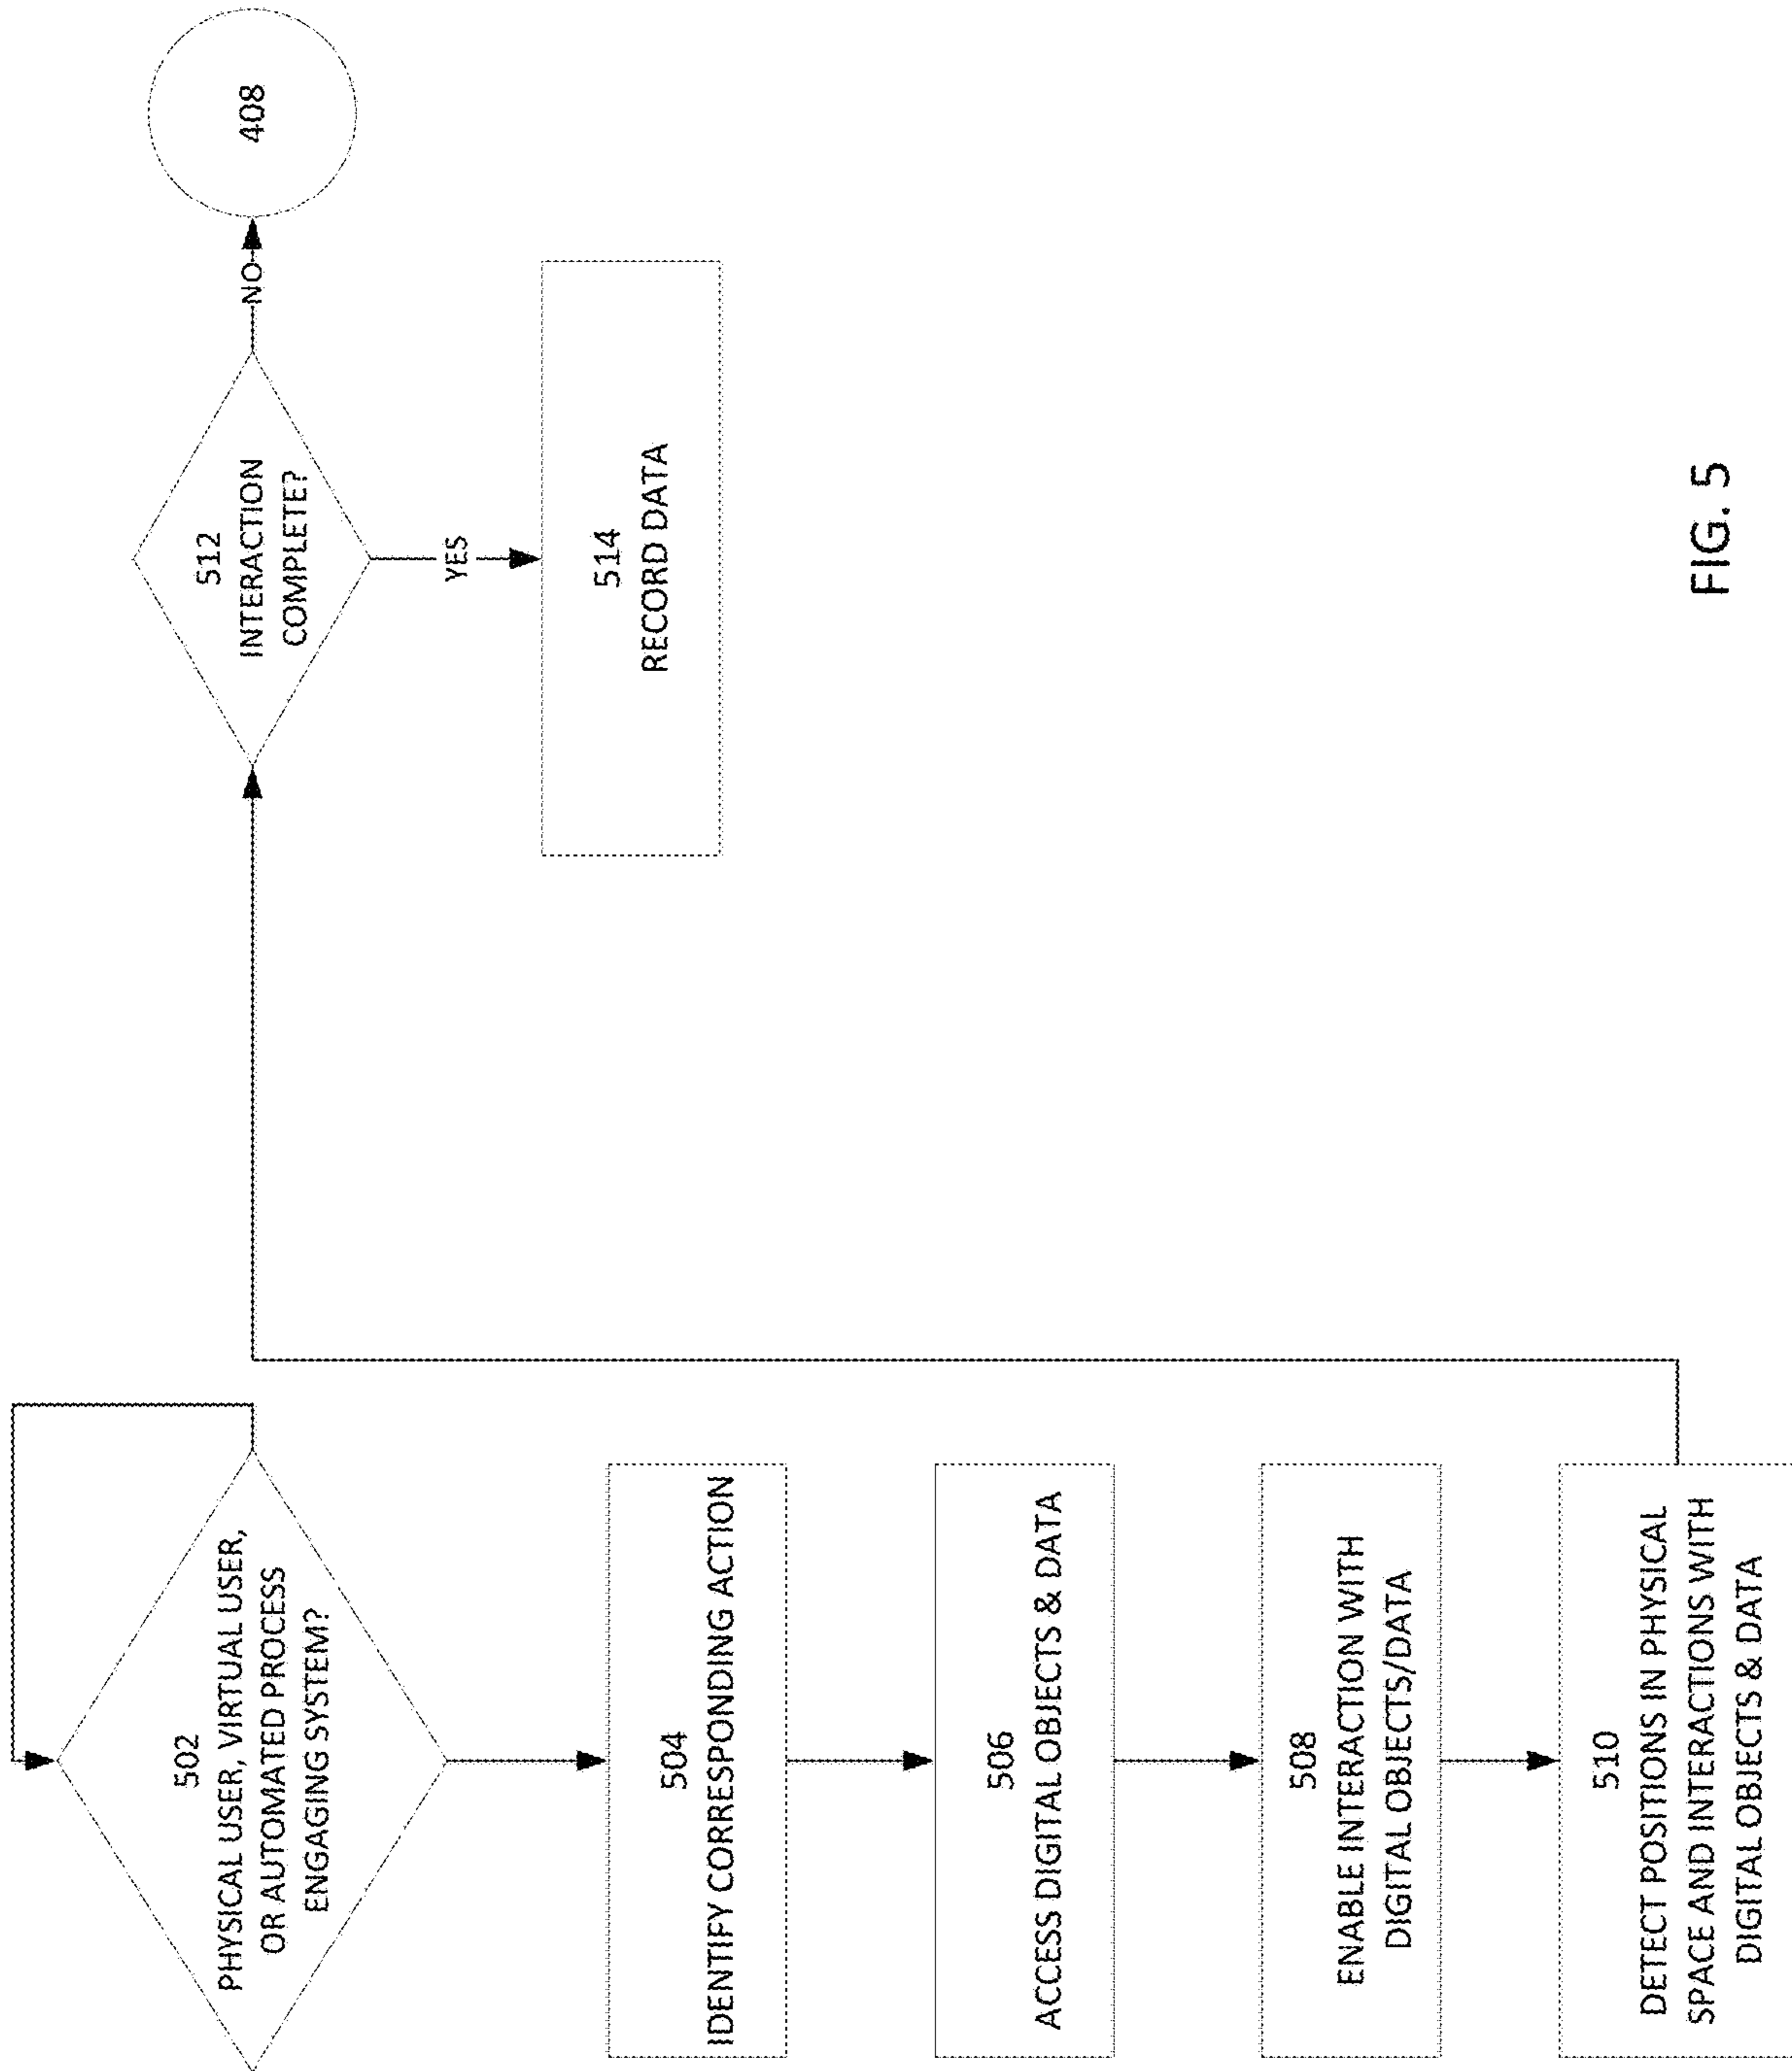 502
PHYSICAL USER, VIRTUAL USER,
OR AUTOMATED PROCESS
ENGAGING SYSTEM?
504
IDENTIFY CORRESPONDING ACTION
506
ACCESS DIGITAL OBJECTS & DATA
508
ENABLE INTERACTION WITH
DIGITAL OBJECTS/DATA
510
DETECT POSITIONS IN PHYSICAL
SPACE AND INTERACTIONS WITH
DIGITAL OBJECTS & DATA
512
INTERACTION
COMPLETE?
NO
408
YES
514
RECORD DATA
FIG. 5